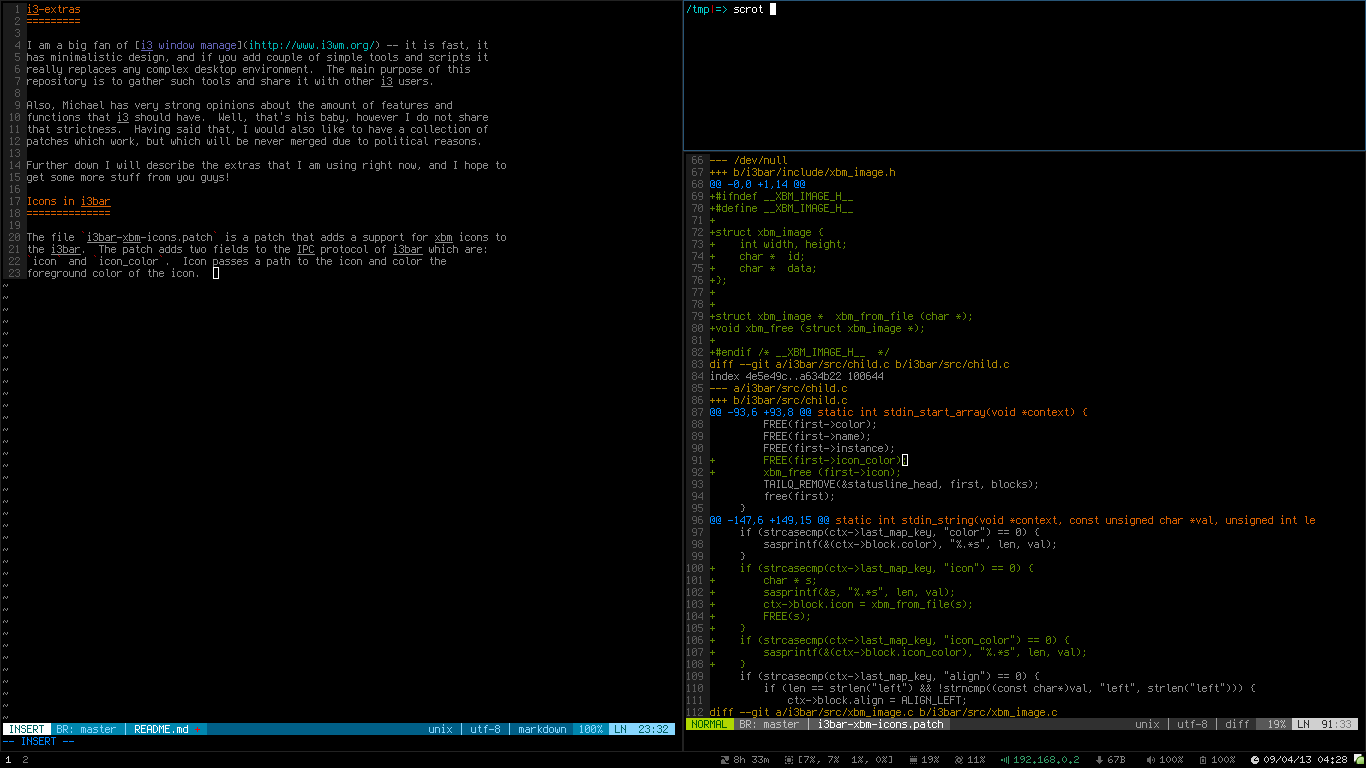 1 i3-extras
2 =========
3
4 I am a big fan of [i3 window manage](ihttp://www.i3wm.org/) -- it is fast, it
5 has minimalistic design, and if you add couple of simple tools and scripts it
6 really replaces any complex desktop environment.  The main purpose of this
7 repository is to gather such tools and share it with other i3 users.
8
9 Also, Michael has very strong opinions about the amount of features and
10 functions that i3 should have.  Well, that's his baby, however I do not share
11 that strictness.  Having said that, I would also like to have a collection of
12 patches which work, but which will be never merged due to political reasons.
13
14 Further down I will describe the extras that I am using right now, and I hope to
15 get some more stuff from you guys!
16
17 Icons in i3bar
18 ==============
19
20 The file `i3bar-xbm-icons.patch` is a patch that adds a support for xbm icons to
21 the i3bar.  The patch adds two fields to the IPC protocol of i3bar which are:
22 `icon` and `icon_color`.  Icon passes a path to the icon and color the
23 foreground color of the icon.
INSERT BR: master | README.md unix | utf-8 | markdown 100% LN 23:32
-- INSERT --
/tmp|=> scrot
66 --- /dev/null
67 +++ b/i3bar/include/xbm_image.h
68 @@ -0,0 +1,14 @@
69 +#ifndef __XBM_IMAGE_H__
70 +#define __XBM_IMAGE_H__
71 +
72 +struct xbm_image {
73 +    int width, height;
74 +    char *  id;
75 +    char *  data;
76 +};
77 +
78 +
79 +struct xbm_image *  xbm_from_file (char *);
80 +void xbm_free (struct xbm_image *);
81 +
82 +#endif /* __XBM_IMAGE_H__  */
83 diff --git a/i3bar/src/child.c b/i3bar/src/child.c
84 index 4e5e49c..a634b22 100644
85 --- a/i3bar/src/child.c
86 +++ b/i3bar/src/child.c
87 @@ -93,6 +93,8 @@ static int stdin_start_array(void *context) {
88          FREE(first->color);
89          FREE(first->name);
90          FREE(first->instance);
91 +        FREE(first->icon_color);
92 +        xbm_free (first->icon);
93          TAILQ_REMOVE(&statusline_head, first, blocks);
94          free(first);
95      }
96 @@ -147,6 +149,15 @@ static int stdin_string(void *context, const unsigned char *val, unsigned int le
97      if (strcasecmp(ctx->last_map_key, "color") == 0) {
98          sasprintf(&(ctx->block.color), "%.*s", len, val);
99      }
100 +    if (strcasecmp(ctx->last_map_key, "icon") == 0) {
101 +        char * s;
102 +        sasprintf(&s, "%.*s", len, val);
103 +        ctx->block.icon = xbm_from_file(s);
104 +        FREE(s);
105 +    }
106 +    if (strcasecmp(ctx->last_map_key, "icon_color") == 0) {
107 +        sasprintf(&(ctx->block.icon_color), "%.*s", len, val);
108 +    }
109      if (strcasecmp(ctx->last_map_key, "align") == 0) {
110          if (len == strlen("left") && !strncmp((const char*)val, "left", strlen("left"))) {
111              ctx->block.align = ALIGN_LEFT;
112 diff --git a/i3bar/src/xbm_image.c b/i3bar/src/xbm_image.c
NORMAL BR: master | i3bar-xbm-icons.patch unix | utf-8 | diff 19% LN 91:33
1 2 8h 33m [7%, 7% 1%, 0%] 19% 11% 192.168.0.2 67B 100% 100% 09/04/13 04:28